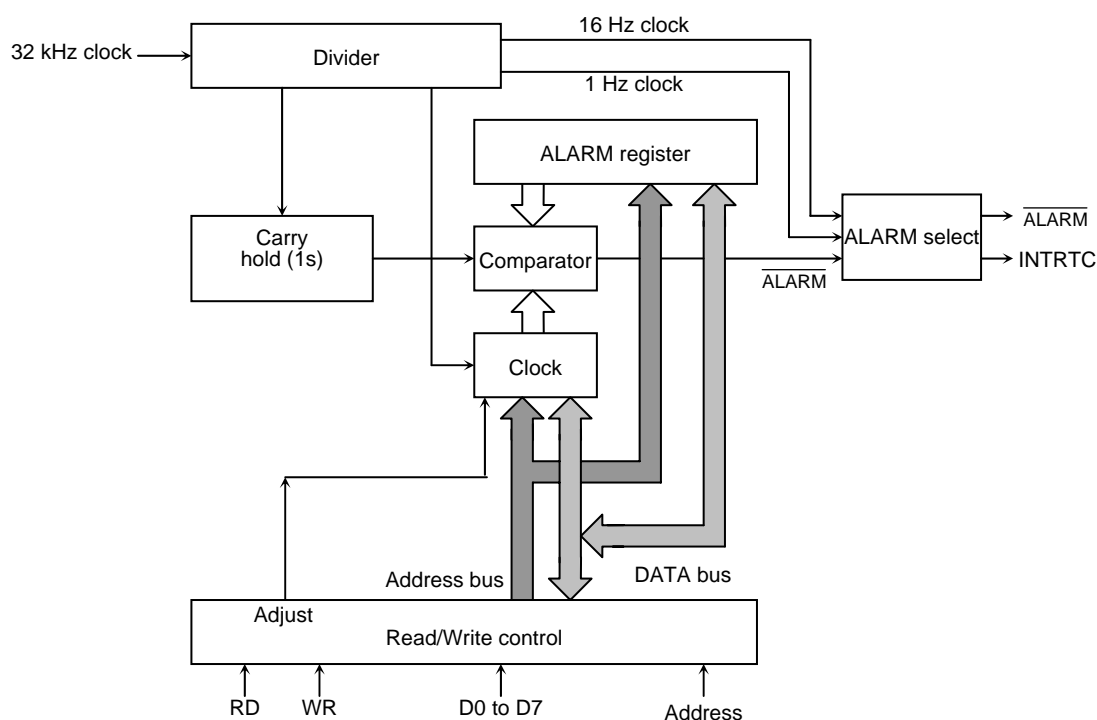 16 Hz clock
32 kHz clock
Divider
1 Hz clock
ALARM register
Carry
hold (1s)
Comparator
ALARM
ALARM select
ALARM
INTRTC
Clock
Address bus
DATA bus
Adjust
Read/Write control
RD
WR
D0 to D7
Address